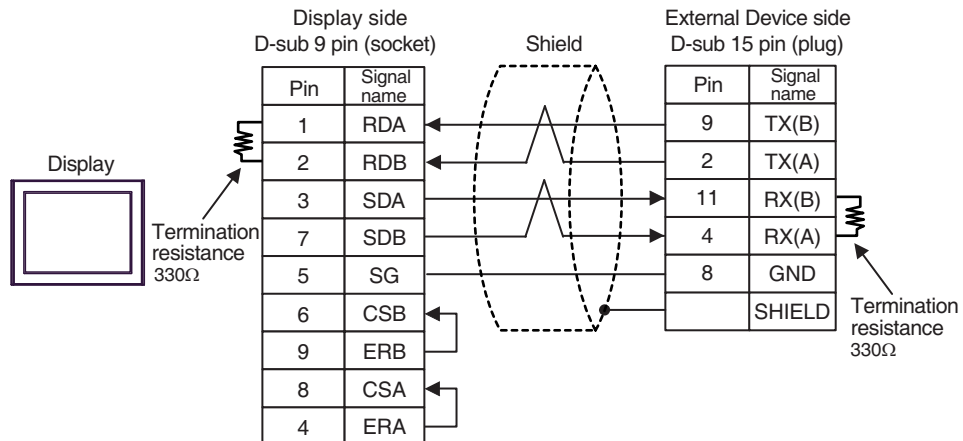 Display side
D-sub 9 pin (socket)
Shield
External Device side
D-sub 15 pin (plug)
Pin Signal name
1 RDA
2 RDB
3 SDA
7 SDB
5 SG
6 CSB
9 ERB
8 CSA
4 ERA
Pin Signal name
9 TX(B)
2 TX(A)
11 RX(B)
4 RX(A)
8 GND
SHIELD
Display
Termination
resistance
330Ω
Termination
resistance
330Ω